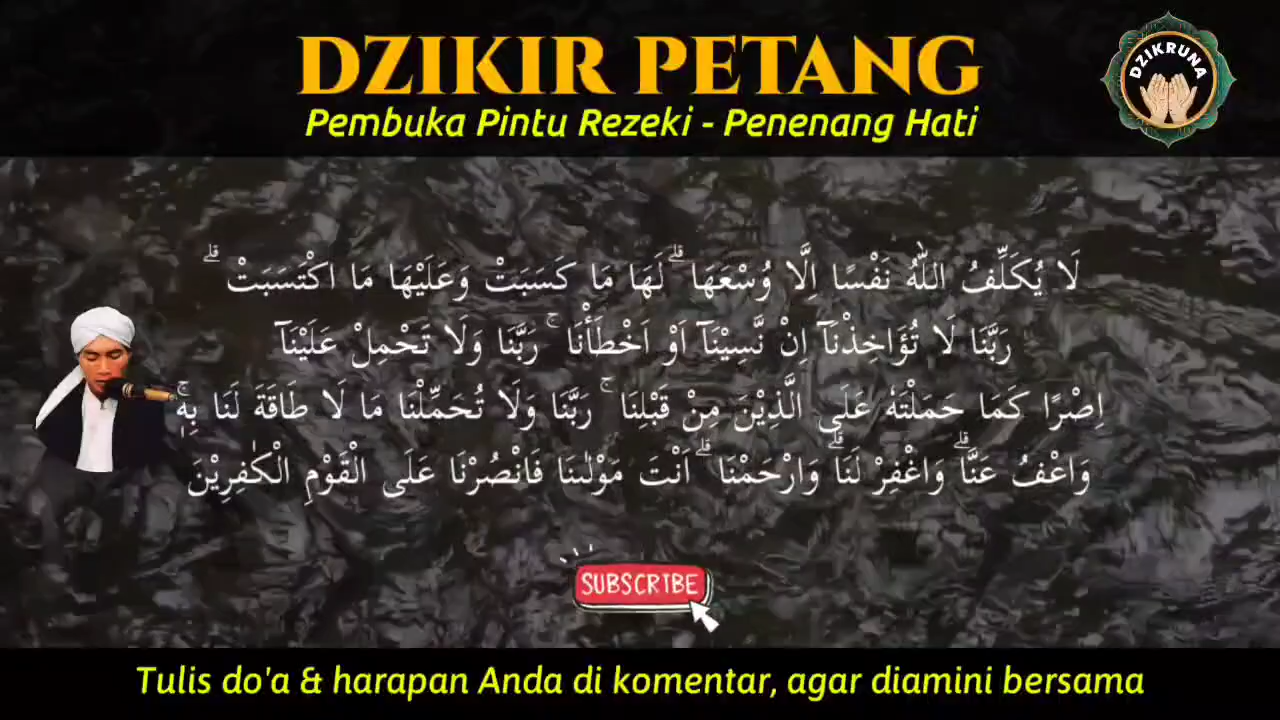 DZIKIR PETANG
Pembuka Pintu Rezeki - Penenang Hati
DZIKRUNA
لَا يُكَلِّفُ اللّٰهُ نَفْسًا اِلَّا وُسْعَهَا ۗ لَهَا مَا كَسَبَتْ وَعَلَيْهَا مَا اكْتَسَبَتْ ۗ
رَبَّنَا لَا تُؤَاخِذْنَآ اِنْ نَّسِيْنَآ اَوْ اَخْطَأْنَا ۚ رَبَّنَا وَلَا تَحْمِلْ عَلَيْنَآ
اِصْرًا كَمَا حَمَلْتَهٗ عَلَى الَّذِيْنَ مِنْ قَبْلِنَا ۚ رَبَّنَا وَلَا تُحَمِّلْنَا مَا لَا طَاقَةَ لَنَا بِهٖۚ
وَاعْفُ عَنَّاۗ وَاغْفِرْ لَنَاۗ وَارْحَمْنَا ۗ اَنْتَ مَوْلٰىنَا فَانْصُرْنَا عَلَى الْقَوْمِ الْكٰفِرِيْنَ
SUBSCRIBE
Tulis do'a & harapan Anda di komentar, agar diamini bersama